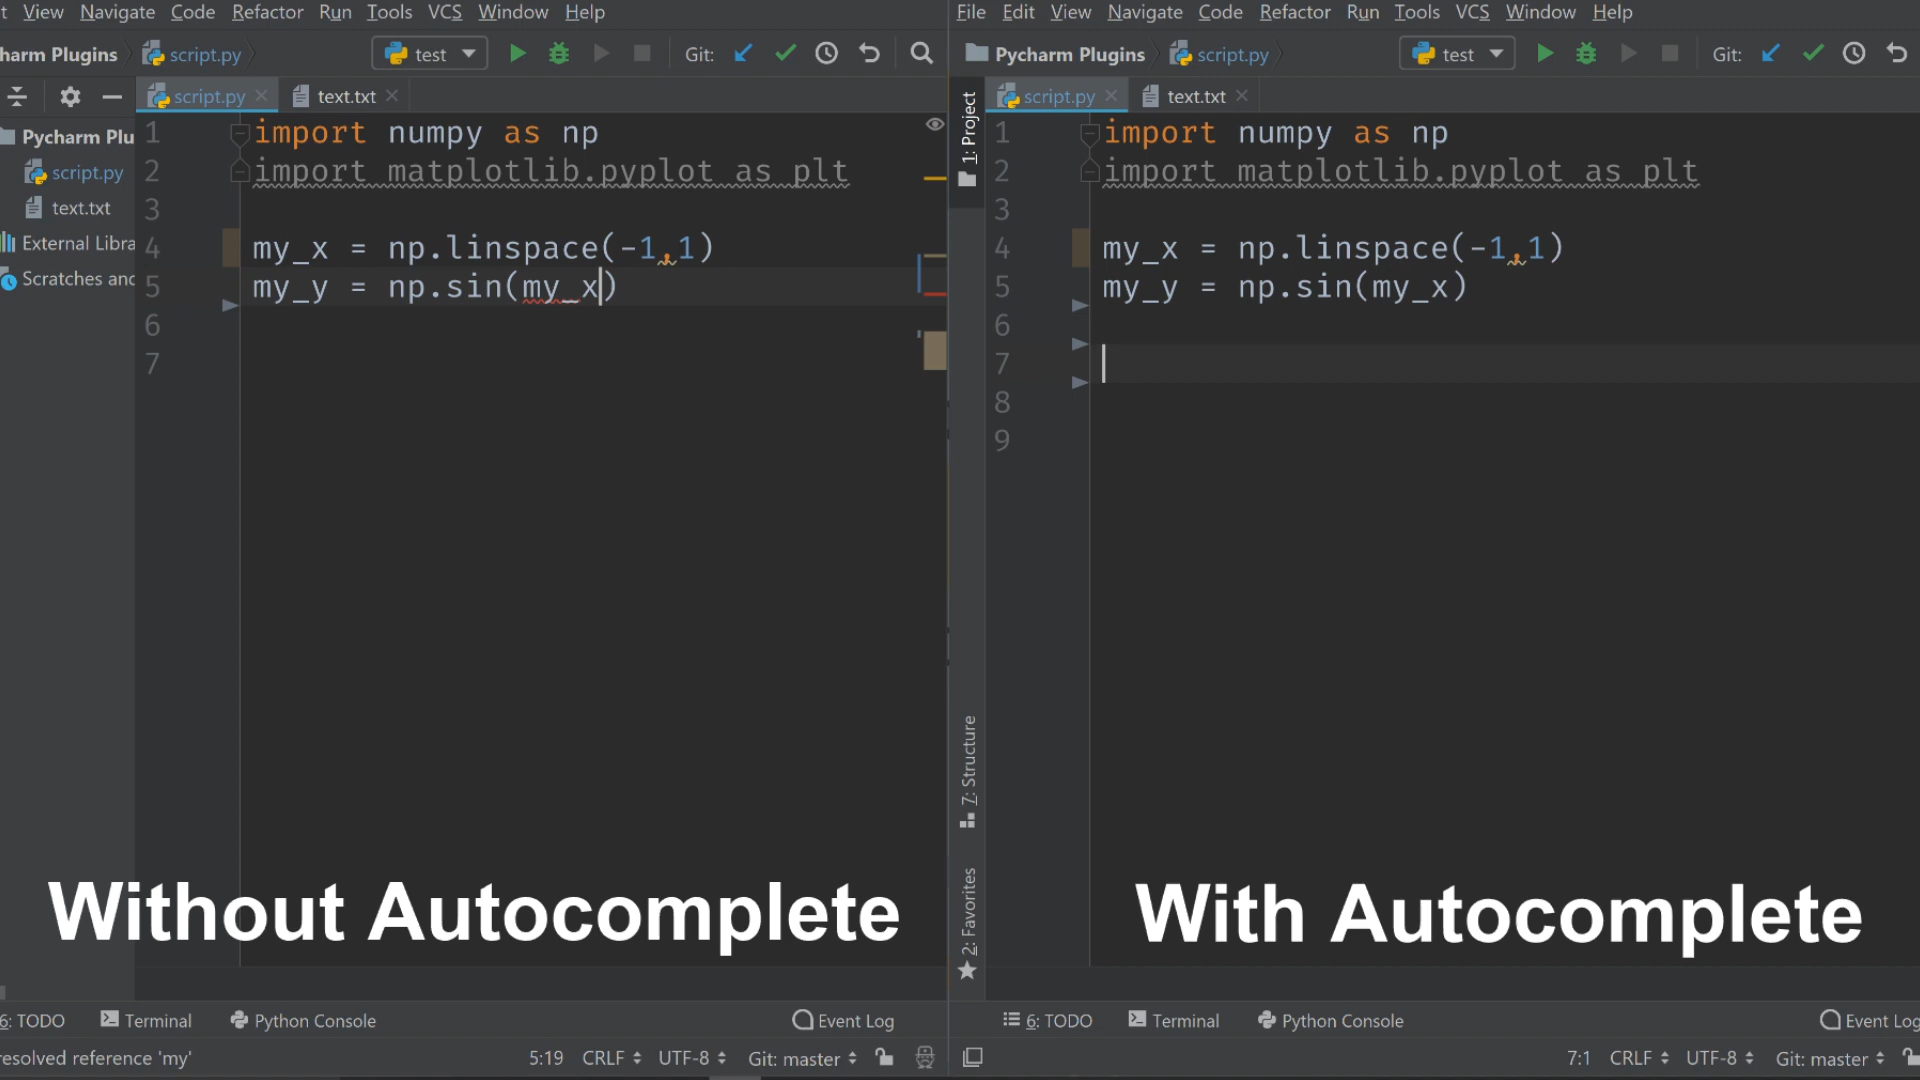 t View Navigate Code Refactor Run Tools VCS Window Help
harm Plugins script.py test Git:
script.py text.txt
Pycharm Plu
script.py
text.txt
External Libra
Scratches and
1 import numpy as np
2 import matplotlib.pyplot as plt
3
4 my_x = np.linspace(-1,1)
5 my_y = np.sin(my_x)
6
7
Without Autocomplete
6: TODO Terminal Python Console Event Log
resolved reference 'my' 5:19 CRLF UTF-8 Git: master
File Edit View Navigate Code Refactor Run Tools VCS Window Help
Pycharm Plugins script.py test Git:
1: Project
7: Structure
2: Favorites
script.py text.txt
1 import numpy as np
2 import matplotlib.pyplot as plt
3
4 my_x = np.linspace(-1,1)
5 my_y = np.sin(my_x)
6
7
8
9
With Autocomplete
6: TODO Terminal Python Console Event Log
7:1 CRLF UTF-8 Git: master